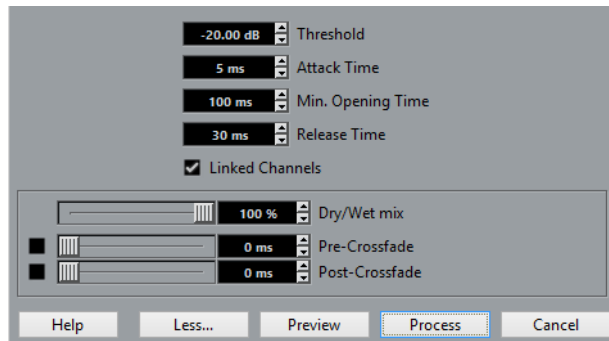 -20.00 dB Threshold
5 ms Attack Time
100 ms Min. Opening Time
30 ms Release Time
Linked Channels
100 % Dry/Wet mix
0 ms Pre-Crossfade
0 ms Post-Crossfade
Help Less... Preview Process Cancel